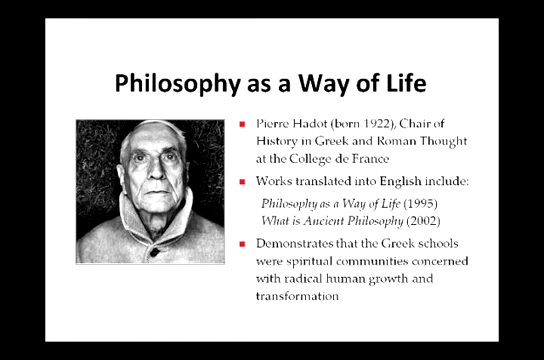 Philosophy as a Way of Life
Pierre Hadot (born 1922), Chair of
History in Greek and Roman Thought
at the College de France
Works translated into English include:
Philosophy as a Way of Life (1995)
What is Ancient Philosophy (2002)
Demonstrates that the Greek schools
were spiritual communities concerned
with radical human growth and
transformation